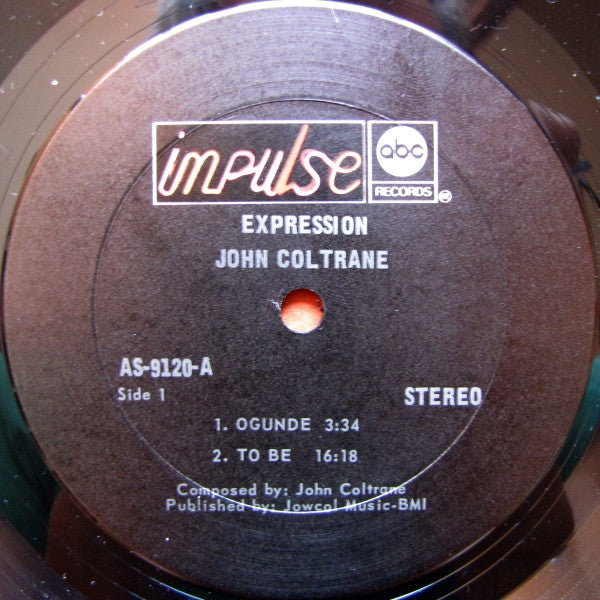 impulse
abc
RECORDS ®
EXPRESSION
JOHN COLTRANE
AS-9120-A
Side 1
STEREO
1. OGUNDE 3:34
2. TO BE 16:18
Composed by: John Coltrane
Published by: Jowcol Music-BMI